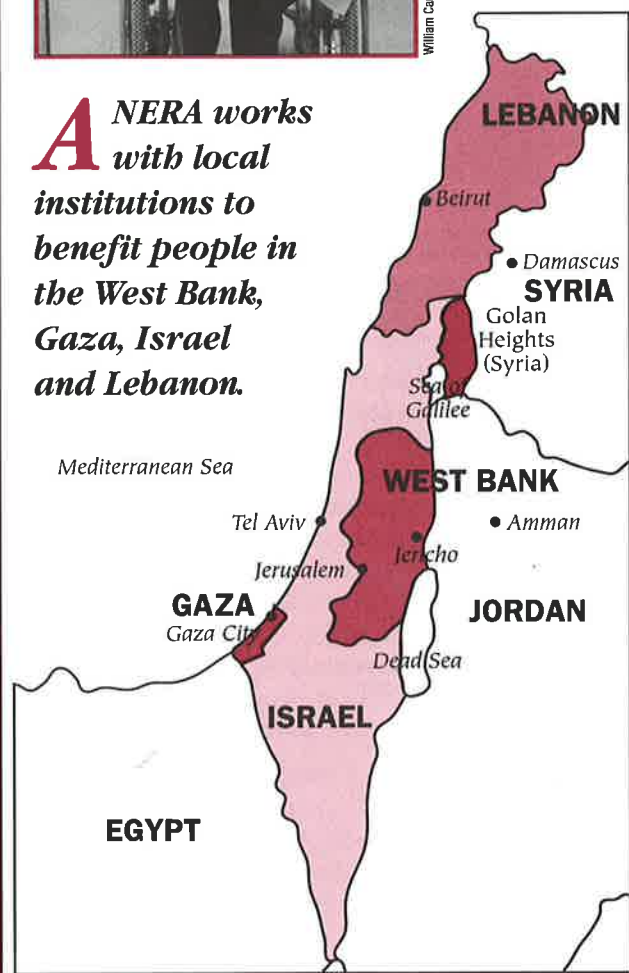 William Ca
ANERA works
with local
institutions to
benefit people in
the West Bank,
Gaza, Israel
and Lebanon.
LEBANON
Beirut
Damascus
SYRIA
Golan
Heights
(Syria)
Sea of
Galilee
Mediterranean Sea
WEST BANK
Tel Aviv
Amman
Jericho
Jerusalem
GAZA
Gaza City
JORDAN
Dead Sea
ISRAEL
EGYPT